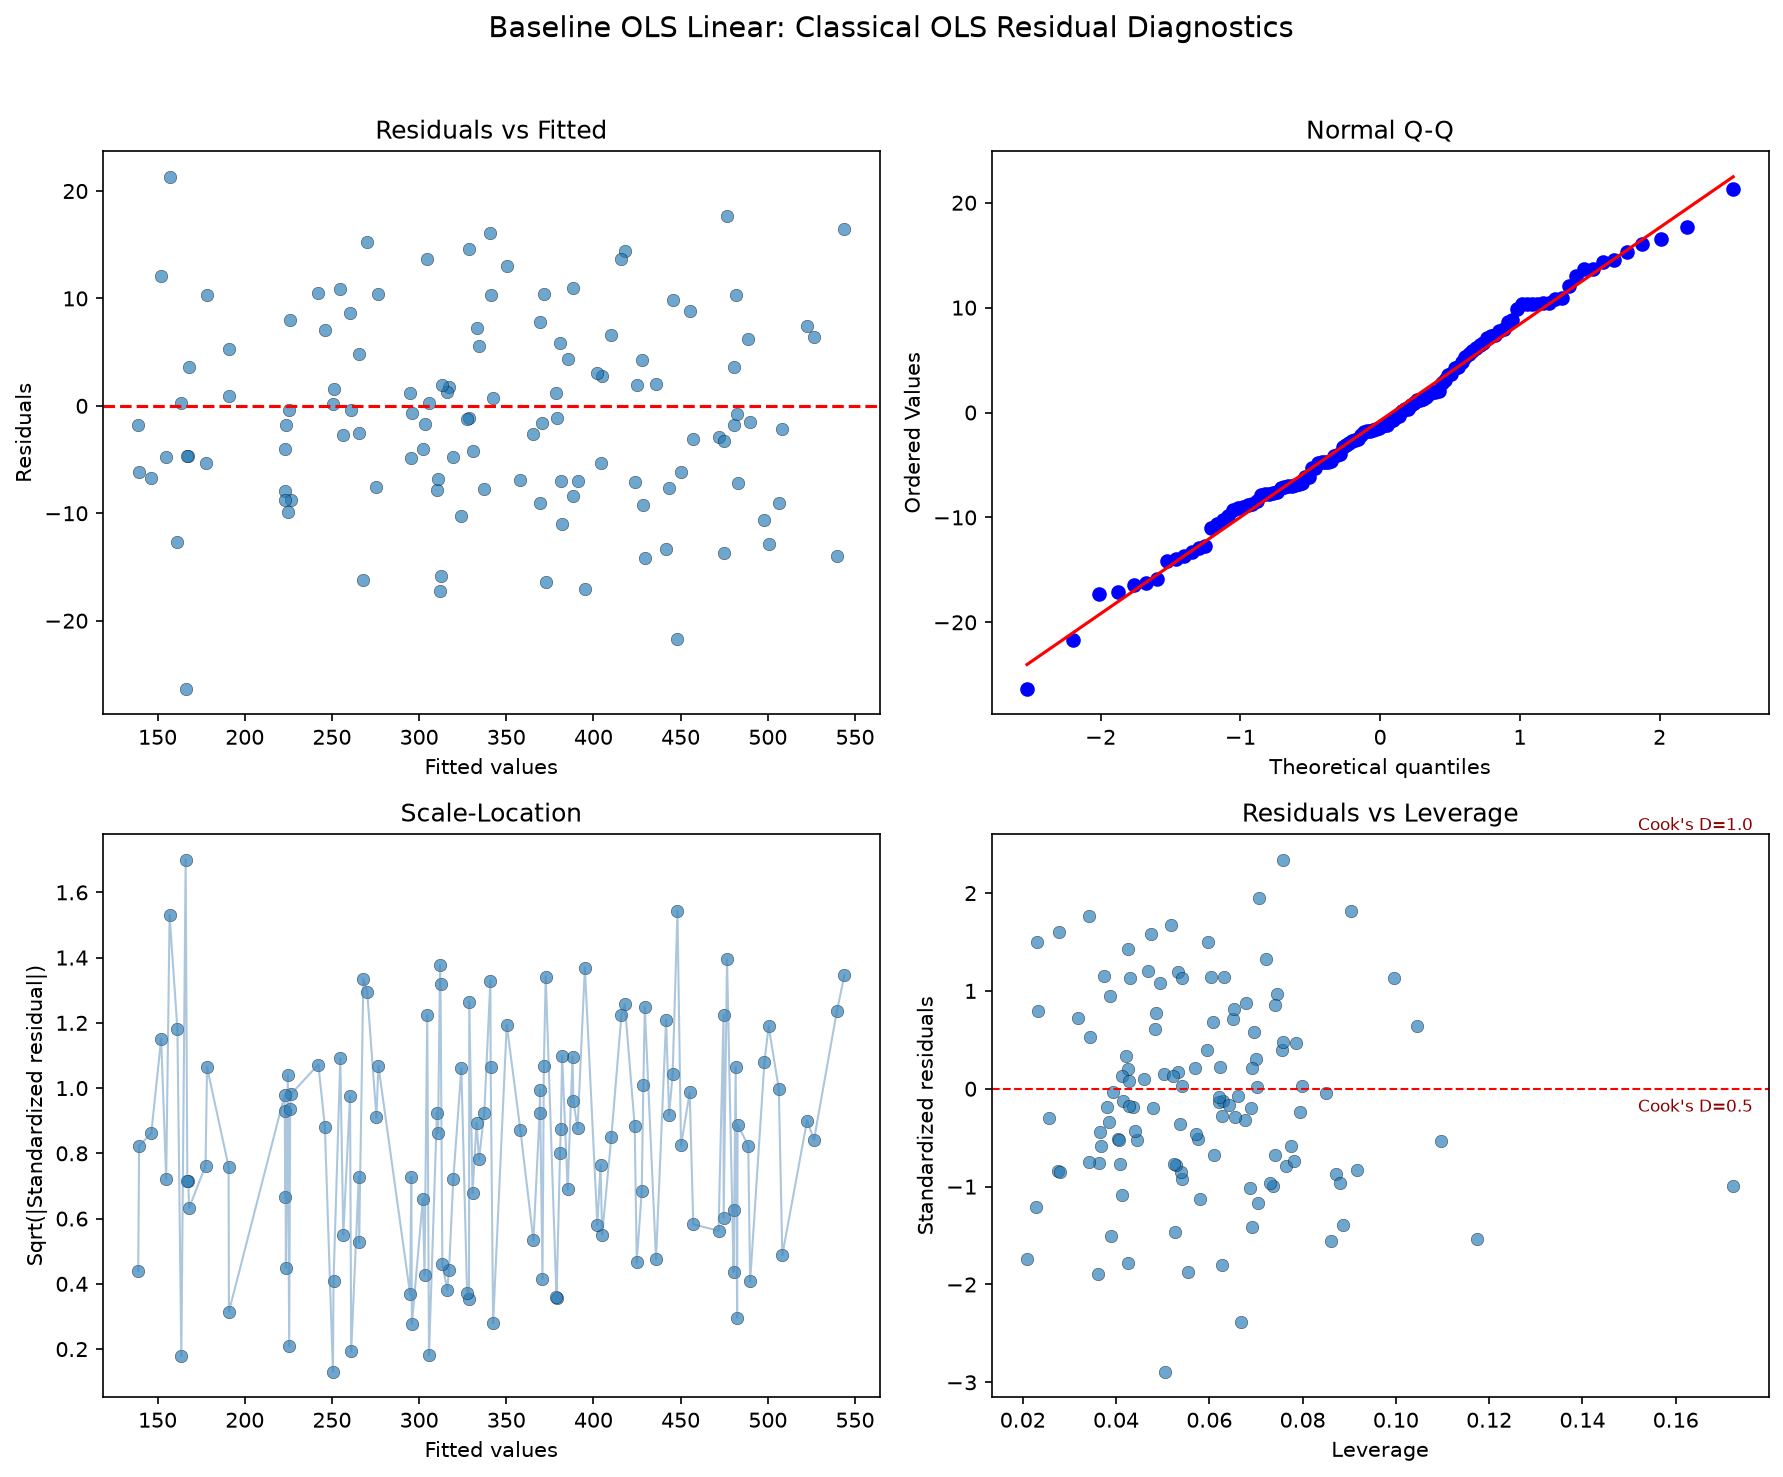 Baseline OLS Linear: Classical OLS Residual Diagnostics
Residuals vs Fitted
Residuals
20
10
0
−10
−20
150 200 250 300 350 400 450 500 550
Fitted values
Normal Q-Q
Ordered Values
20
10
0
−10
−20
−2 −1 0 1 2
Theoretical quantiles
Scale-Location
Sqrt(|Standardized residual|)
1.6
1.4
1.2
1.0
0.8
0.6
0.4
0.2
150 200 250 300 350 400 450 500 550
Fitted values
Residuals vs Leverage
Cook's D=1.0
Standardized residuals
2
1
0
Cook's D=0.5
−1
−2
−3
0.02 0.04 0.06 0.08 0.10 0.12 0.14 0.16
Leverage